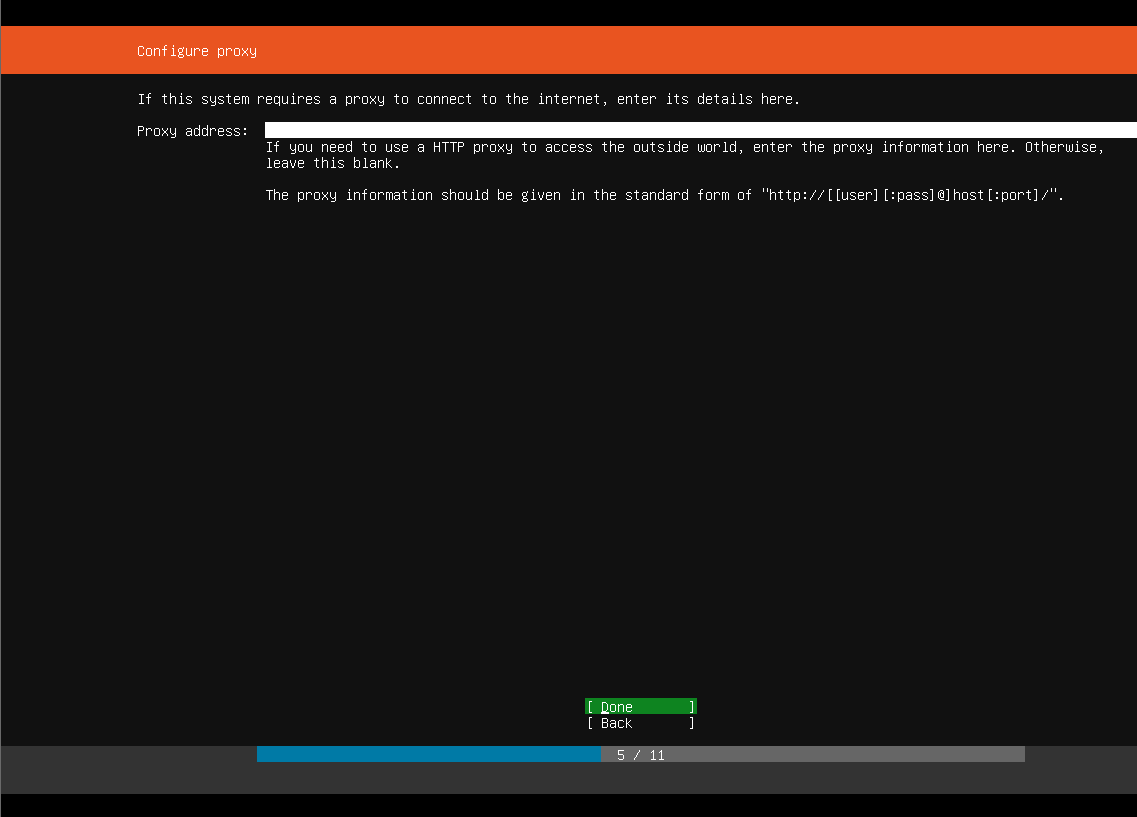 Configure proxy
If this system requires a proxy to connect to the internet, enter its details here.
Proxy address:
If you need to use a HTTP proxy to access the outside world, enter the proxy information here. Otherwise,
leave this blank.
The proxy information should be given in the standard form of "http://[[user][:pass]@]host[:port]/".
[ Done ]
[ Back ]
5 / 11